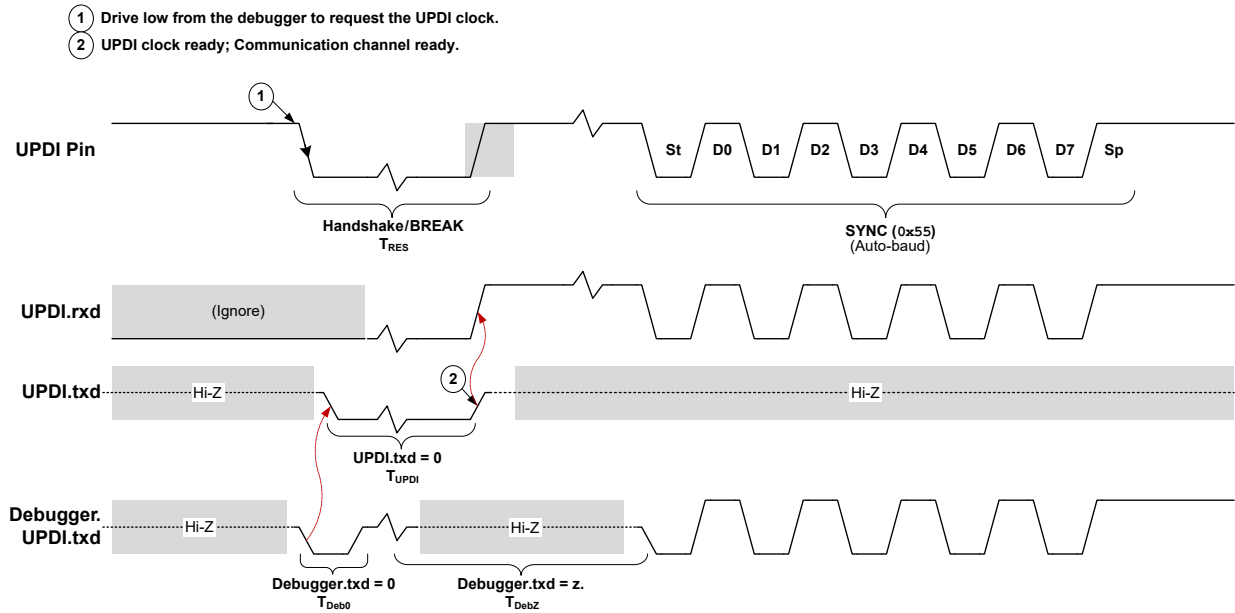 1 Drive low from the debugger to request the UPDI clock.
2 UPDI clock ready; Communication channel ready.
1
UPDI Pin
St D0 D1 D2 D3 D4 D5 D6 D7 Sp
Handshake/BREAK
TRES
SYNC (0x55)
(Auto-baud)
UPDI.rxd
(Ignore)
2
UPDI.txd
Hi-Z
Hi-Z
UPDI.txd = 0
TUPDI
Debugger.
UPDI.txd
Hi-Z
Hi-Z
Debugger.txd = 0
TDeb0
Debugger.txd = z.
TDebZ